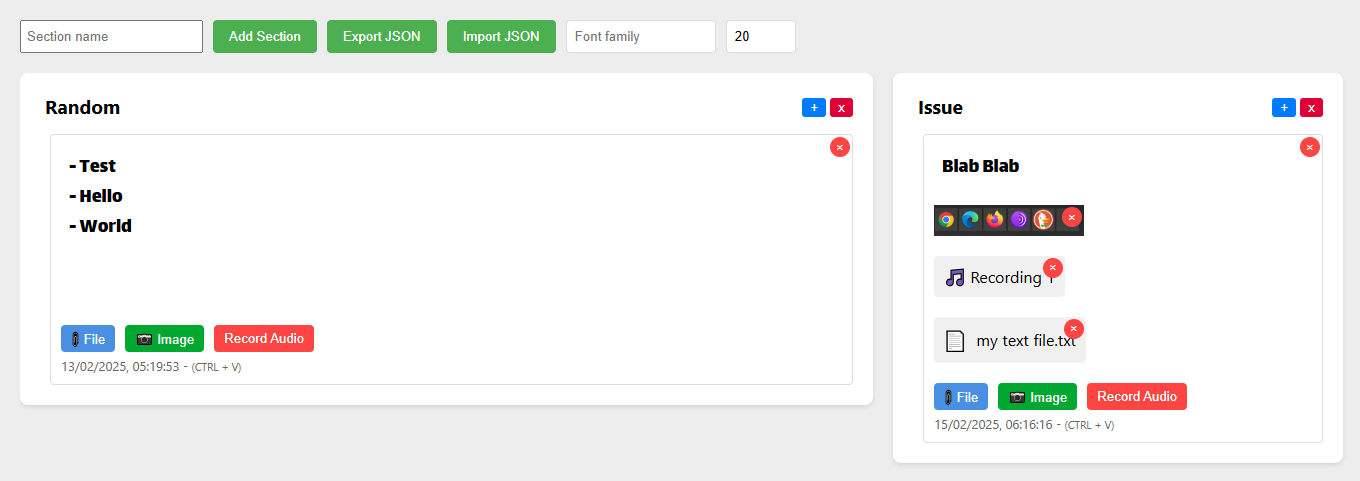 Section name Add Section Export JSON Import JSON Font family 20
Random + x
× 
- Test
- Hello
- World
File Image Record Audio
13/02/2025, 05:19:53 - (CTRL + V)
Issue + x
×
Blab Blab
×
Recording ×
my text file.txt ×
File Image Record Audio
15/02/2025, 06:16:16 - (CTRL + V)